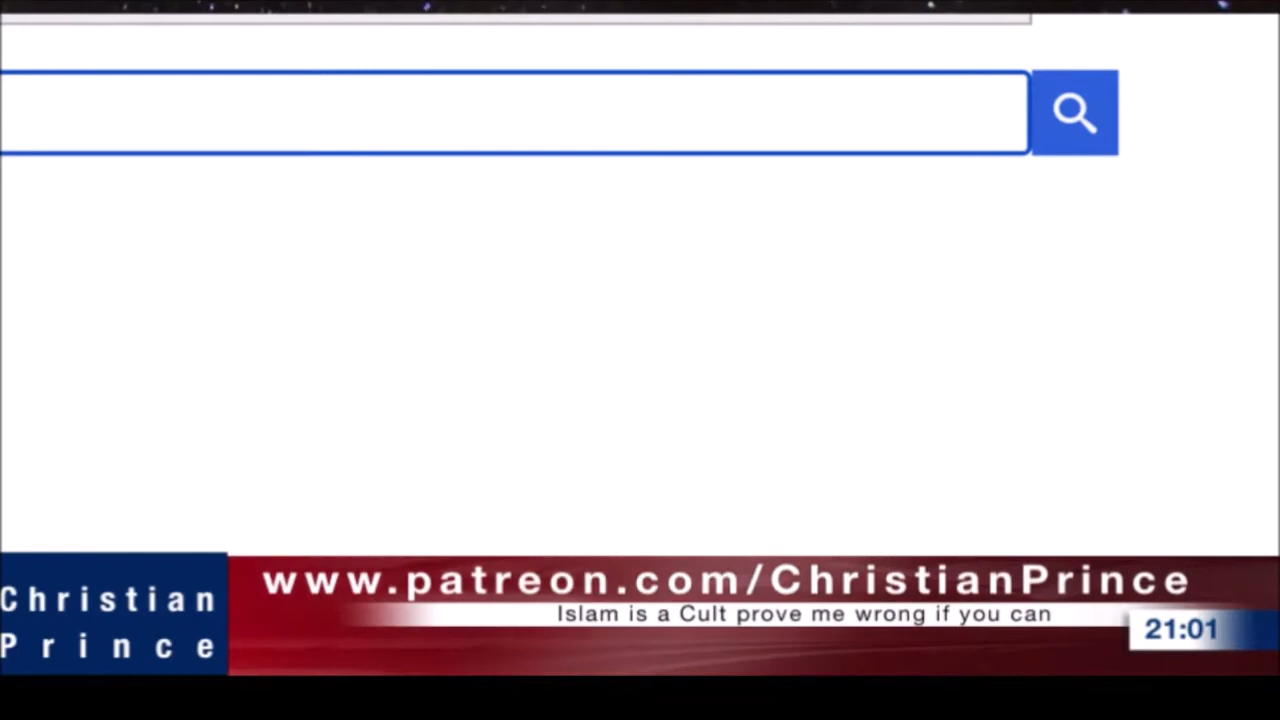 www.patreon.com/ChristianPrince
Islam is a Cult prove me wrong if you can
Christian
Prince
21:01